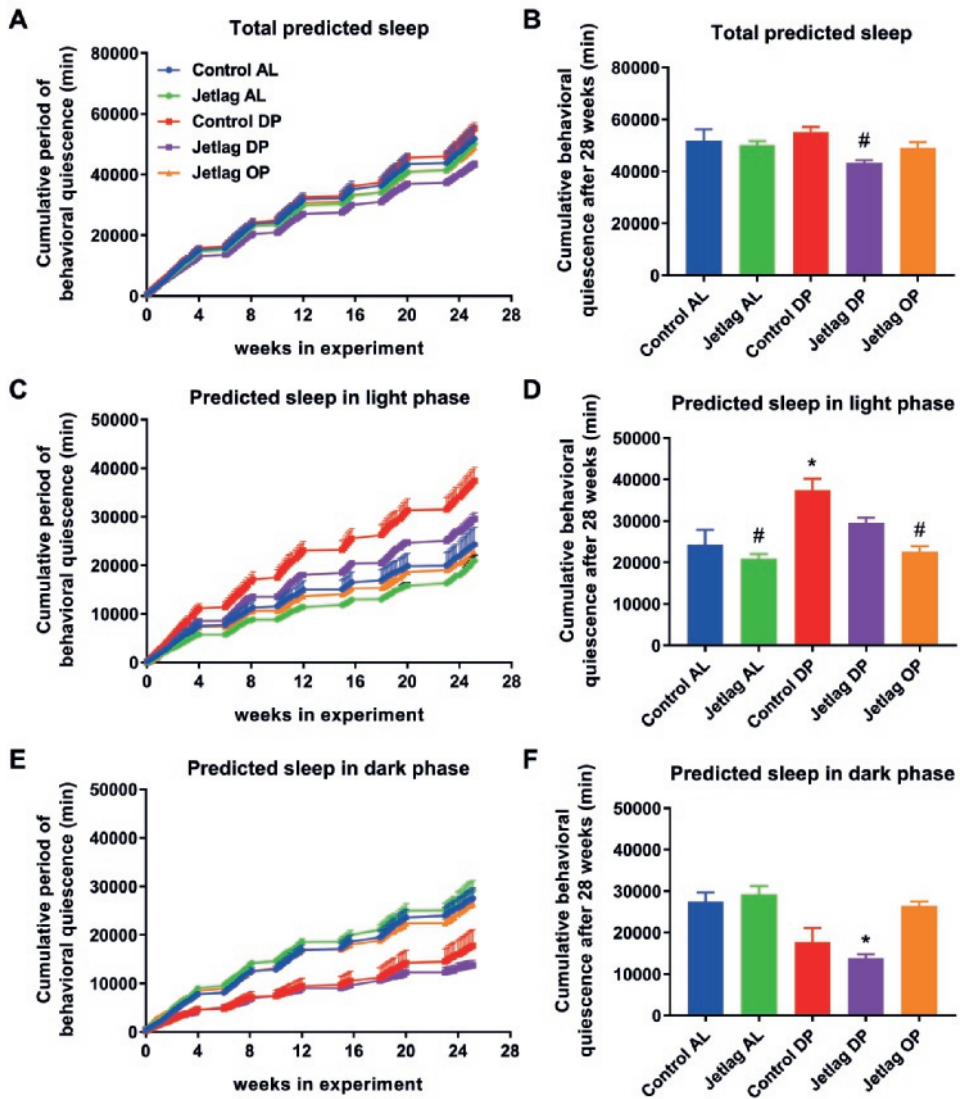 A
Total predicted sleep
Cumulative period of
behavioral quiescence (min)
80000
60000
40000
20000
0
Control AL
Jetlag AL
Control DP
Jetlag DP
Jetlag OP
0 4 8 12 16 20 24 28
weeks in experiment
B
Total predicted sleep
Cumulative behavioral
quiescence after 28 weeks (min)
80000
60000
40000
20000
0
#
Control AL
Jetlag AL
Control DP
Jetlag DP
Jetlag OP
C
Predicted sleep in light phase
Cumulative period of
behavioral quiescence (min)
50000
40000
30000
20000
10000
0
0 4 8 12 16 20 24 28
weeks in experiment
D
Predicted sleep in light phase
Cumulative behavioral
quiescence after 28 weeks (min)
50000
40000
30000
20000
10000
0
# * #
Control AL
Jetlag AL
Control DP
Jetlag DP
Jetlag OP
E
Predicted sleep in dark phase
Cumulative period of
behavioral quiescence (min)
50000
40000
30000
20000
10000
0
0 4 8 12 16 20 24 28
weeks in experiment
F
Predicted sleep in dark phase
Cumulative behavioral
quiescence after 28 weeks (min)
50000
40000
30000
20000
10000
0
*
Control AL
Jetlag AL
Control DP
Jetlag DP
Jetlag OP